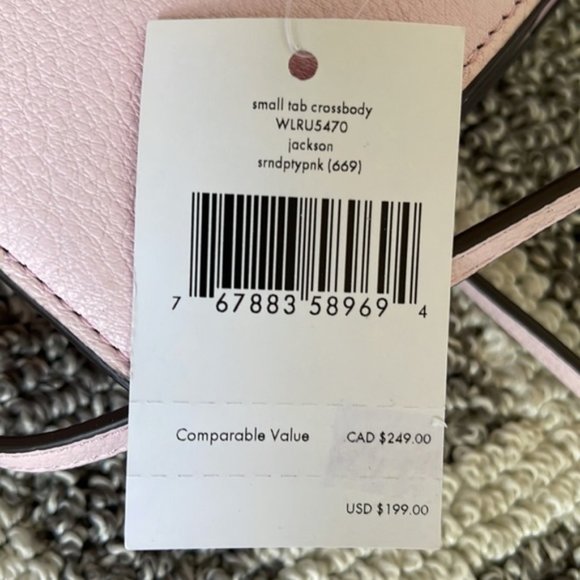 small tab crossbody
WLRU5470
jackson
srndptypnk (669)
7 67883 58969 4
Comparable Value CAD $249.00
USD $199.00